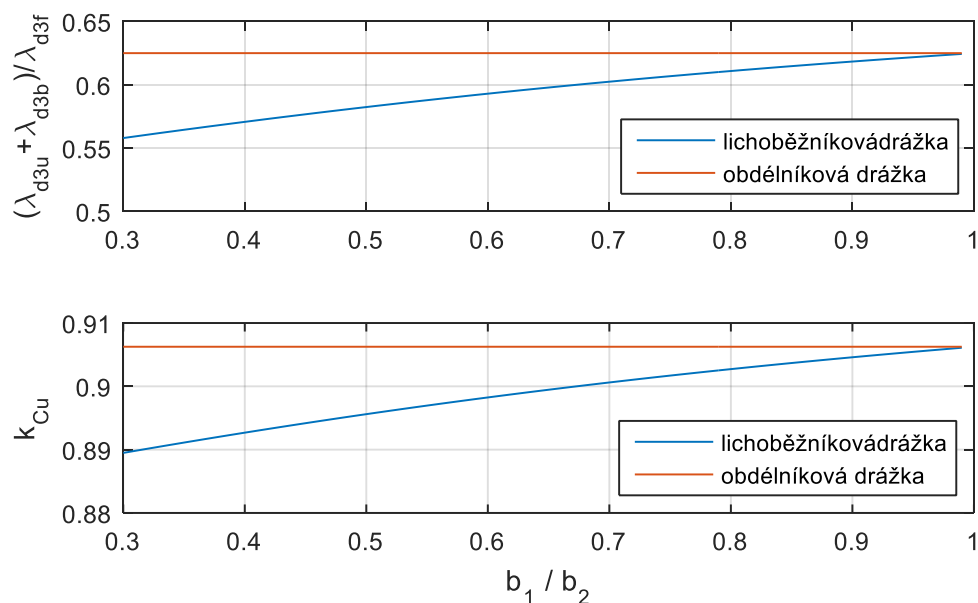 0.65
0.6
0.55
0.5
(λd3u + λd3b)/λd3f
lichoběžníkovádrážka
obdélníková drážka
0.3 0.4 0.5 0.6 0.7 0.8 0.9 1
0.91
0.9
0.89
0.88
kCu
lichoběžníkovádrážka
obdélníková drážka
0.3 0.4 0.5 0.6 0.7 0.8 0.9 1
b1 / b2